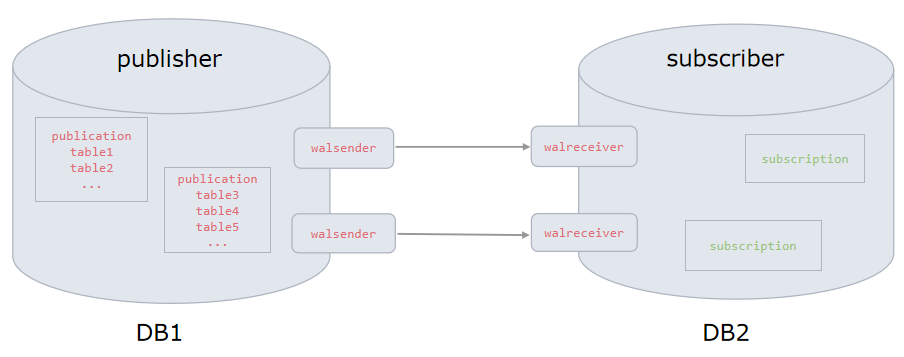 publisher
subscriber
publication
table1
table2
...
publication
table3
table4
table5
...
walsender
walreceiver
subscription
walsender
walreceiver
subscription
DB1
DB2